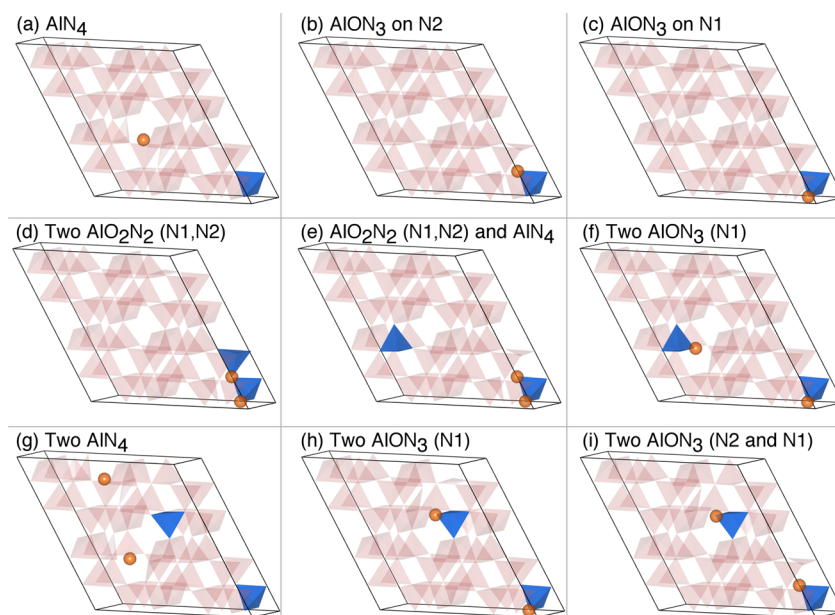 (a) AlN₄
(b) AlON₃ on N2
(c) AlON₃ on N1
(d) Two AlO₂N₂ (N1,N2)
(e) AlO₂N₂ (N1,N2) and AlN₄
(f) Two AlON₃ (N1)
(g) Two AlN₄
(h) Two AlON₃ (N1)
(i) Two AlON₃ (N2 and N1)